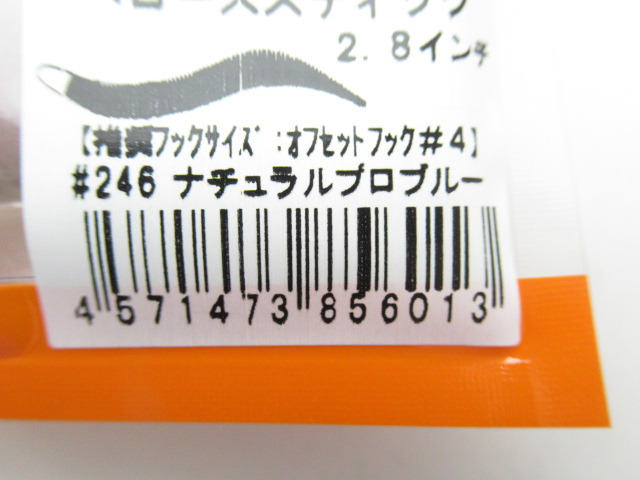 2.8インチ
【推奨フックサイズ：オフセットフック#4】
#246 ナチュラルプロブルー
4 571473 856013